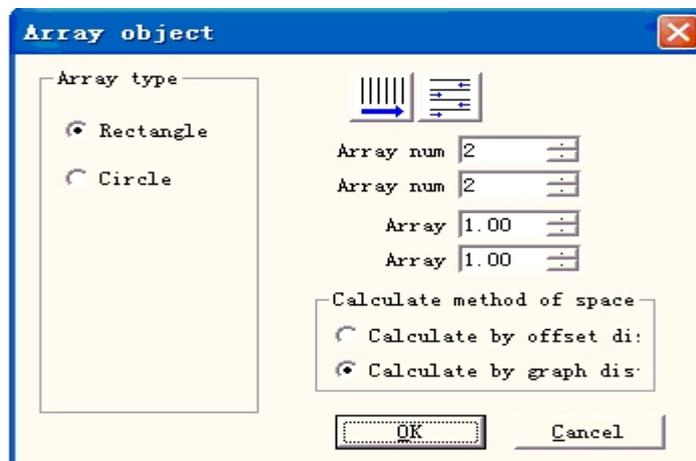 Array object
Array type
Rectangle
Circle
Array num 2
Array num 2
Array 1.00
Array 1.00
Calculate method of space
Calculate by offset di:
Calculate by graph dis
OK
Cancel